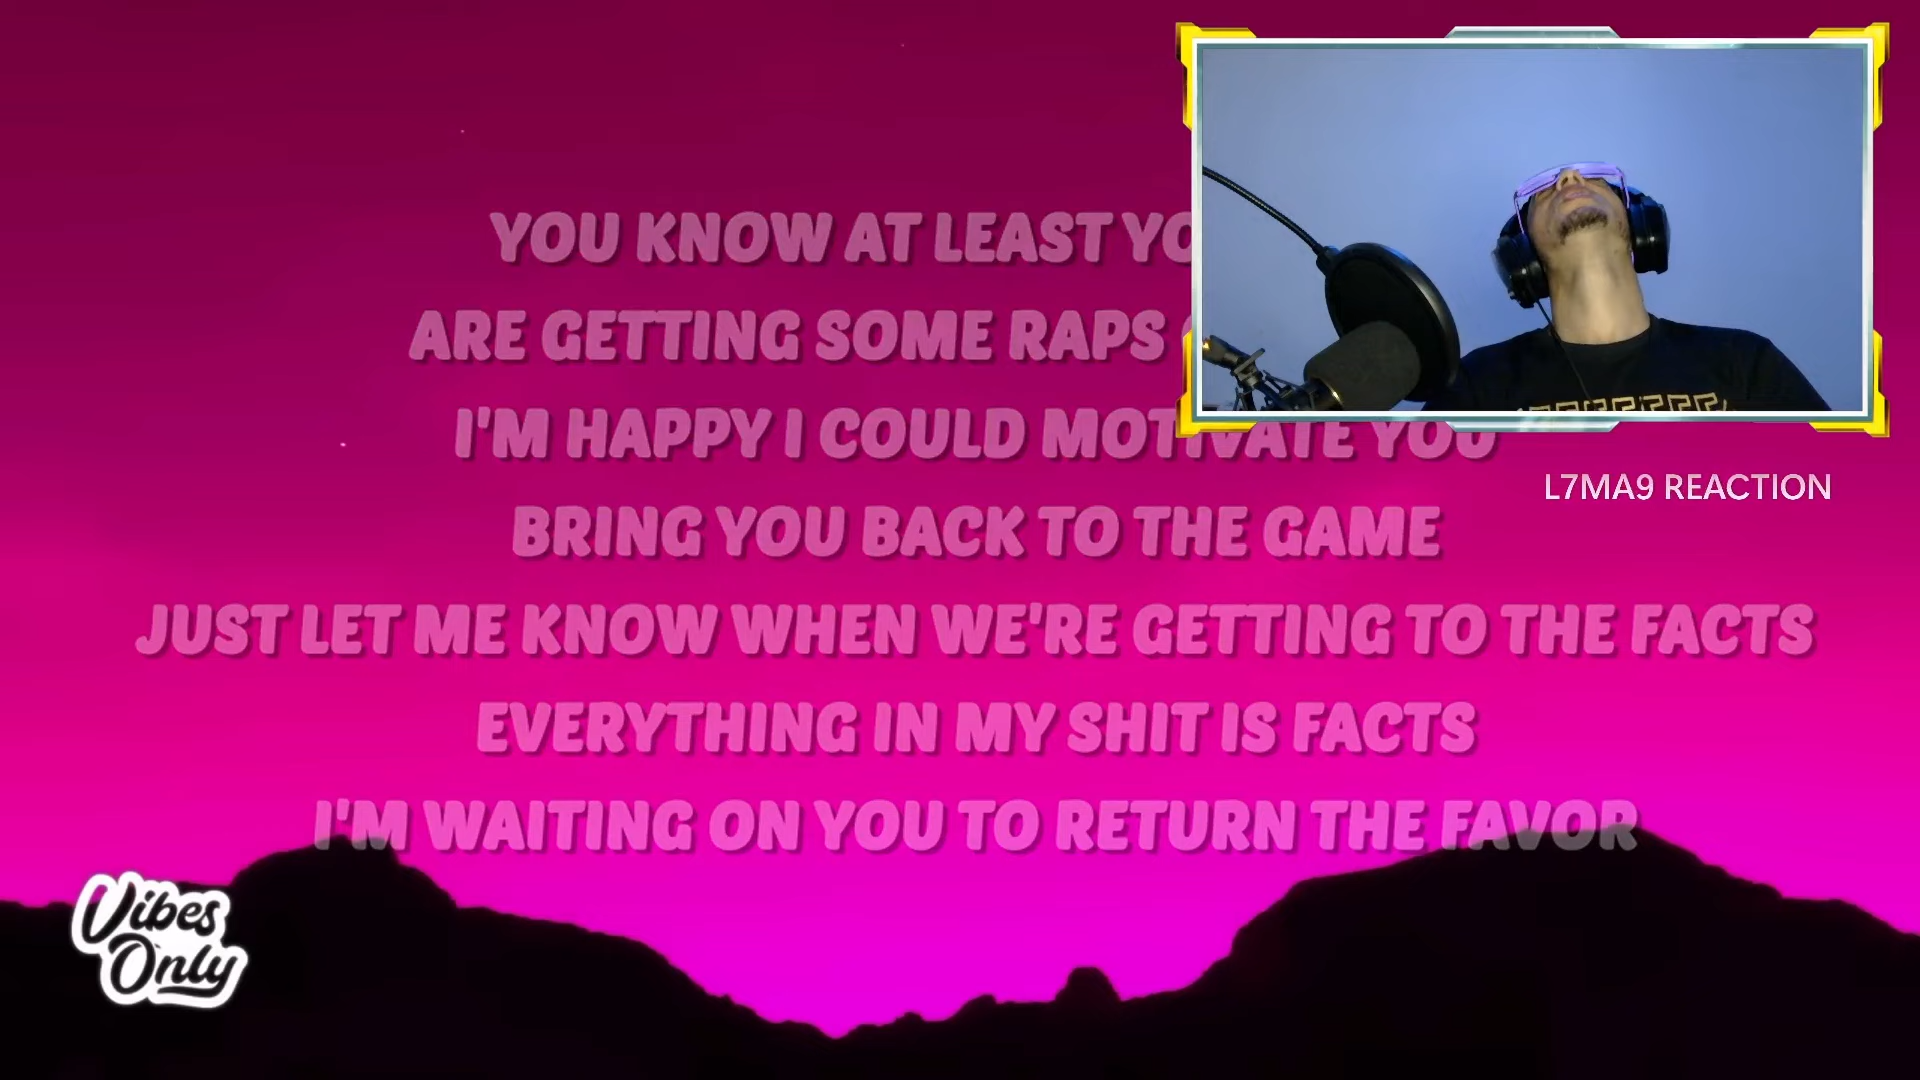 YOU KNOW AT LEAST
ARE GETTING SOME RAPS
I'M HAPPY I COULD MOTIVATE YOU
BRING YOU BACK TO THE GAME
JUST LET ME KNOW WHEN WE'RE GETTING TO THE FACTS
EVERYTHING IN MY SHIT IS FACTS
I'M WAITING ON YOU TO RETURN THE FAVOR
L7MA9 REACTION
Vibes
Only